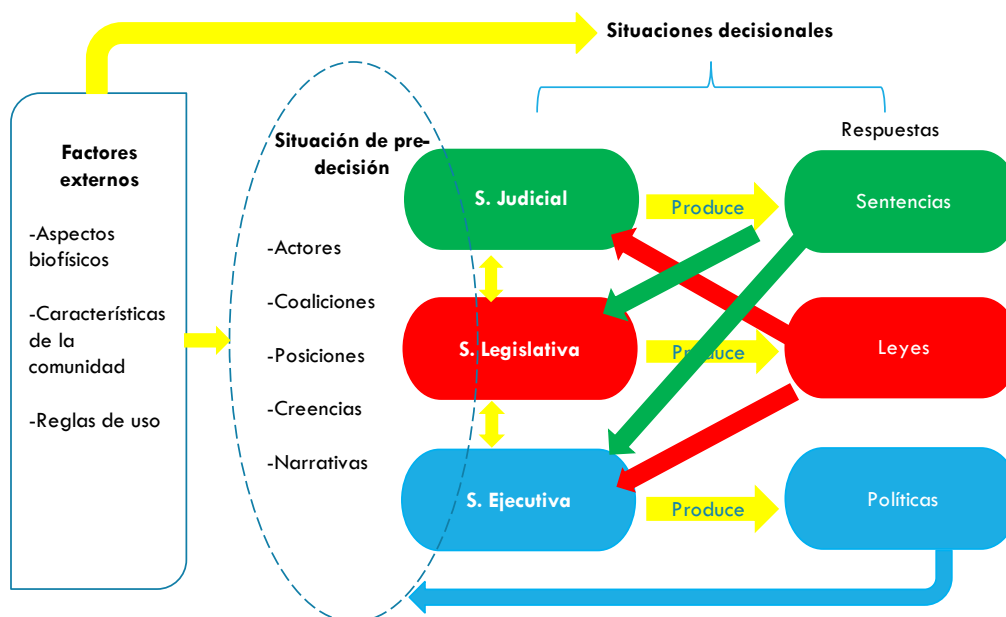 Situaciones decisionales
Factores
externos
-Aspectos
biofísicos
-Características
de la
comunidad
-Reglas de uso
Situación de pre-
decisión
-Actores
-Coaliciones
-Posiciones
-Creencias
-Narrativas
Respuestas
S. Judicial
Produce
Sentencias
S. Legislativa
Produce
Leyes
S. Ejecutiva
Produce
Políticas